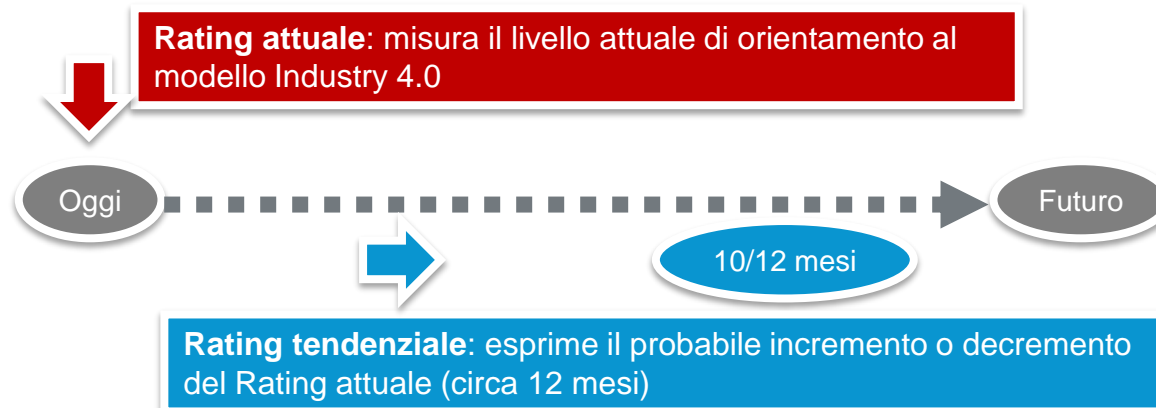 Rating attuale: misura il livello attuale di orientamento al
modello Industry 4.0
Oggi
Futuro
10/12 mesi
Rating tendenziale: esprime il probabile incremento o decremento
del Rating attuale (circa 12 mesi)